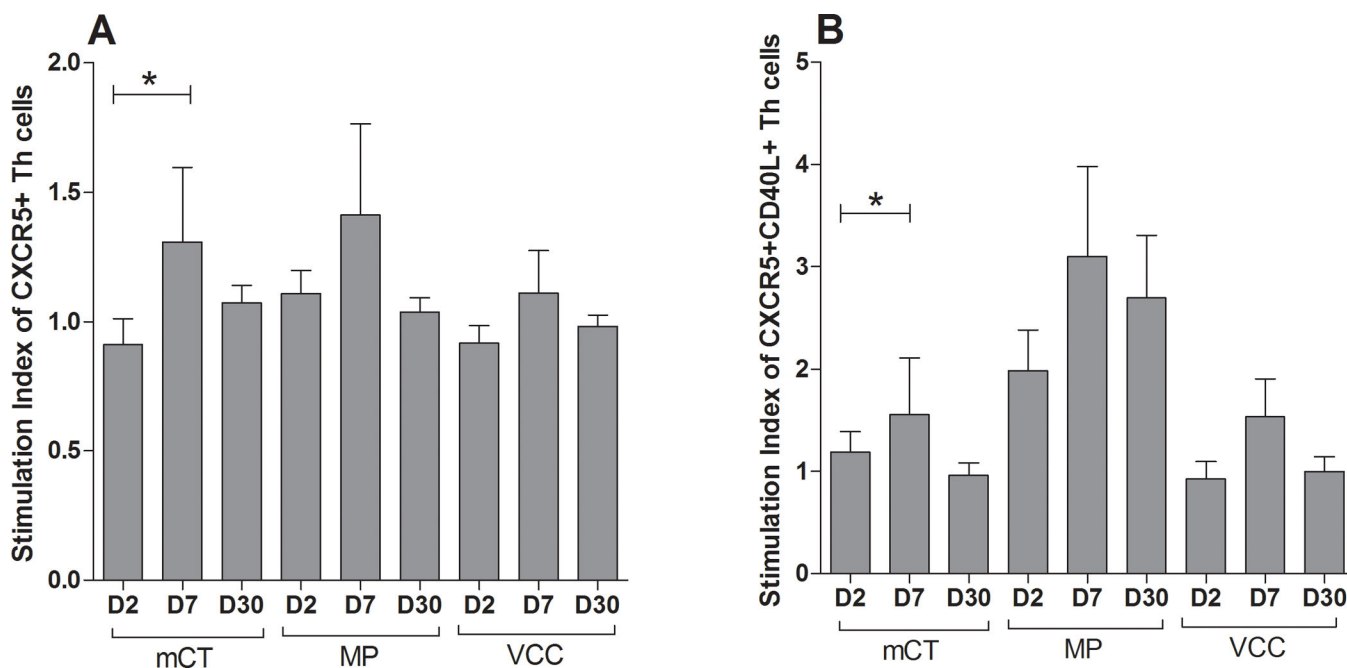 A
Stimulation Index of CXCR5+ Th cells
2.0
1.5
1.0
0.5
0.0
*
D2 D7 D30 D2 D7 D30 D2 D7 D30
mCT MP VCC
B
Stimulation Index of CXCR5+CD40L+ Th cells
5
4
3
2
1
0
*
D2 D7 D30 D2 D7 D30 D2 D7 D30
mCT MP VCC